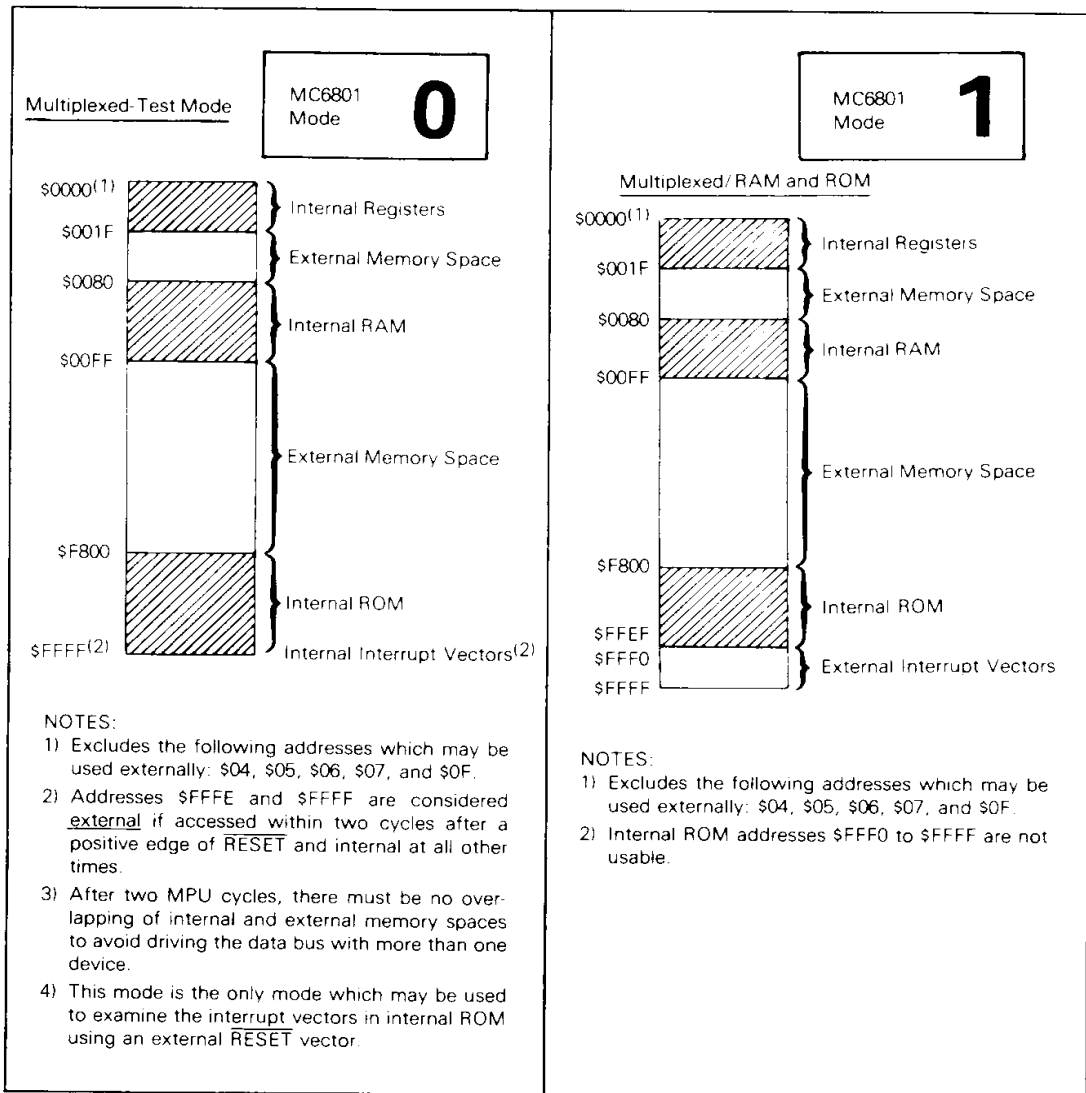 Multiplexed-Test Mode
MC6801
Mode
0
$0000(1)
Internal Registers
$001F
External Memory Space
$0080
Internal RAM
$00FF
External Memory Space
$F800
Internal ROM
$FFFF(2)
Internal Interrupt Vectors(2)
NOTES:
1) Excludes the following addresses which may be
used externally: $04, $05, $06, $07, and $0F.
2) Addresses $FFFE and $FFFF are considered
external if accessed within two cycles after a
positive edge of RESET and internal at all other
times.
3) After two MPU cycles, there must be no over-
lapping of internal and external memory spaces
to avoid driving the data bus with more than one
device.
4) This mode is the only mode which may be used
to examine the interrupt vectors in internal ROM
using an external RESET vector.
MC6801
Mode
1
Multiplexed/RAM and ROM
$0000(1)
Internal Registers
$001F
External Memory Space
$0080
Internal RAM
$00FF
External Memory Space
$F800
Internal ROM
$FFEF
$FFF0
External Interrupt Vectors
$FFFF
NOTES:
1) Excludes the following addresses which may be
used externally: $04, $05, $06, $07, and $0F.
2) Internal ROM addresses $FFF0 to $FFFF are not
usable.